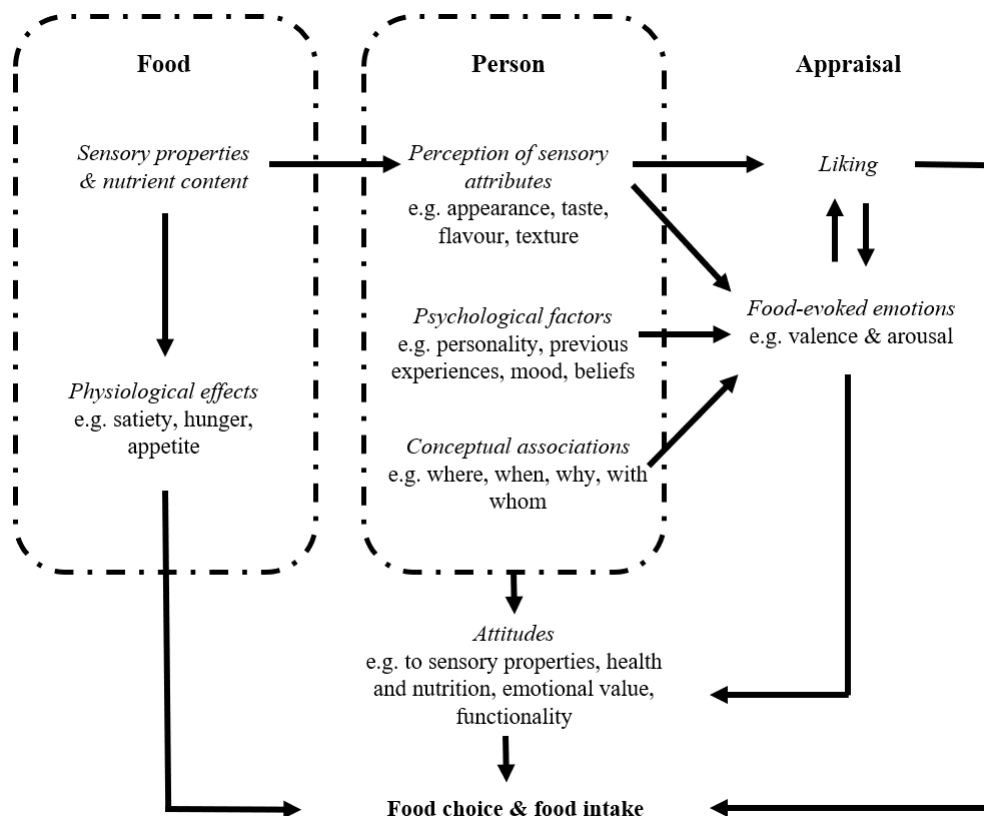 Food
Sensory properties
& nutrient content
Physiological effects
e.g. satiety, hunger,
appetite
Person
Perception of sensory
attributes
e.g. appearance, taste,
flavour, texture
Psychological factors
e.g. personality, previous
experiences, mood, beliefs
Conceptual associations
e.g. where, when, why, with
whom
Appraisal
Liking
Food-evoked emotions
e.g. valence & arousal
Attitudes
e.g. to sensory properties, health
and nutrition, emotional value,
functionality
Food choice & food intake